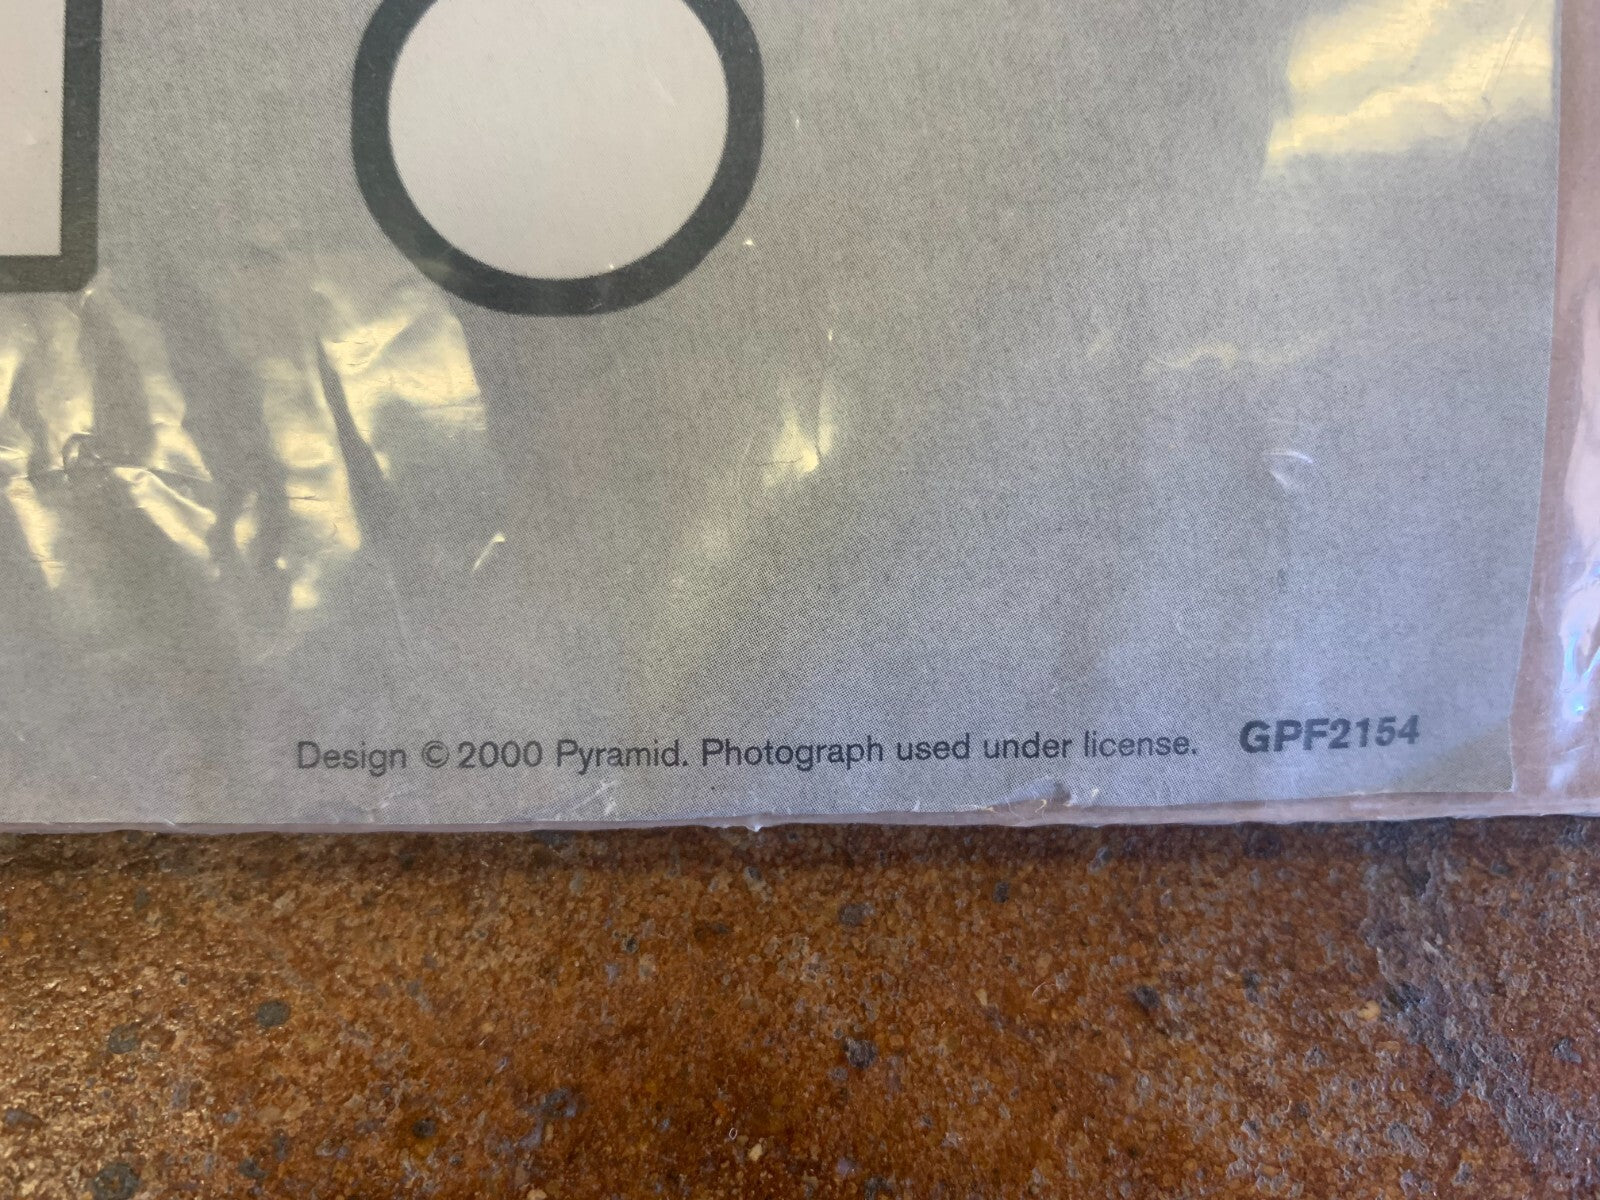 Design © 2000 Pyramid. Photograph used under license. GPF2154